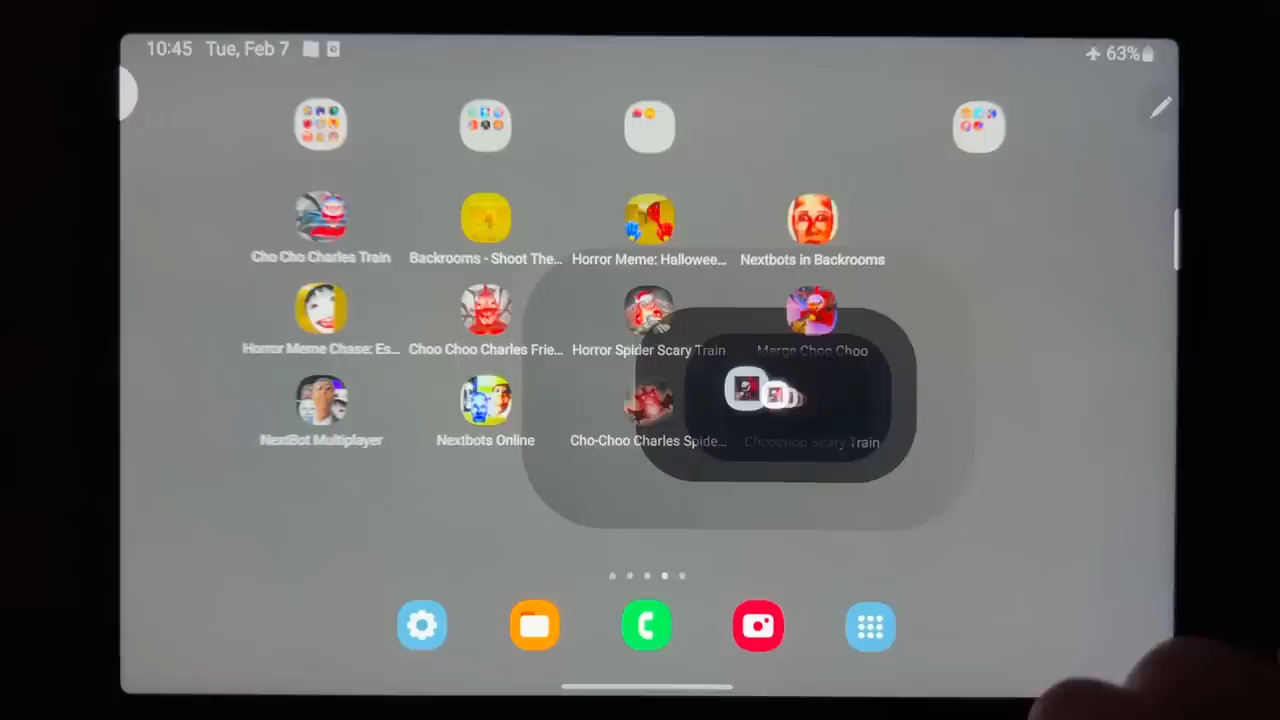 10:45 Tue, Feb 7
63%
Cho Cho Charles Train
Backrooms - Shoot The...
Horror Meme: Hallowee...
Nextbots in Backrooms
Horror Meme Chase: Es...
Choo Choo Charles Frie...
Horror Spider Scary Train
Merge Choo Choo
NextBot Multiplayer
Nextbots Online
Cho-Choo Charles Spide...
Choochoo Scary Train